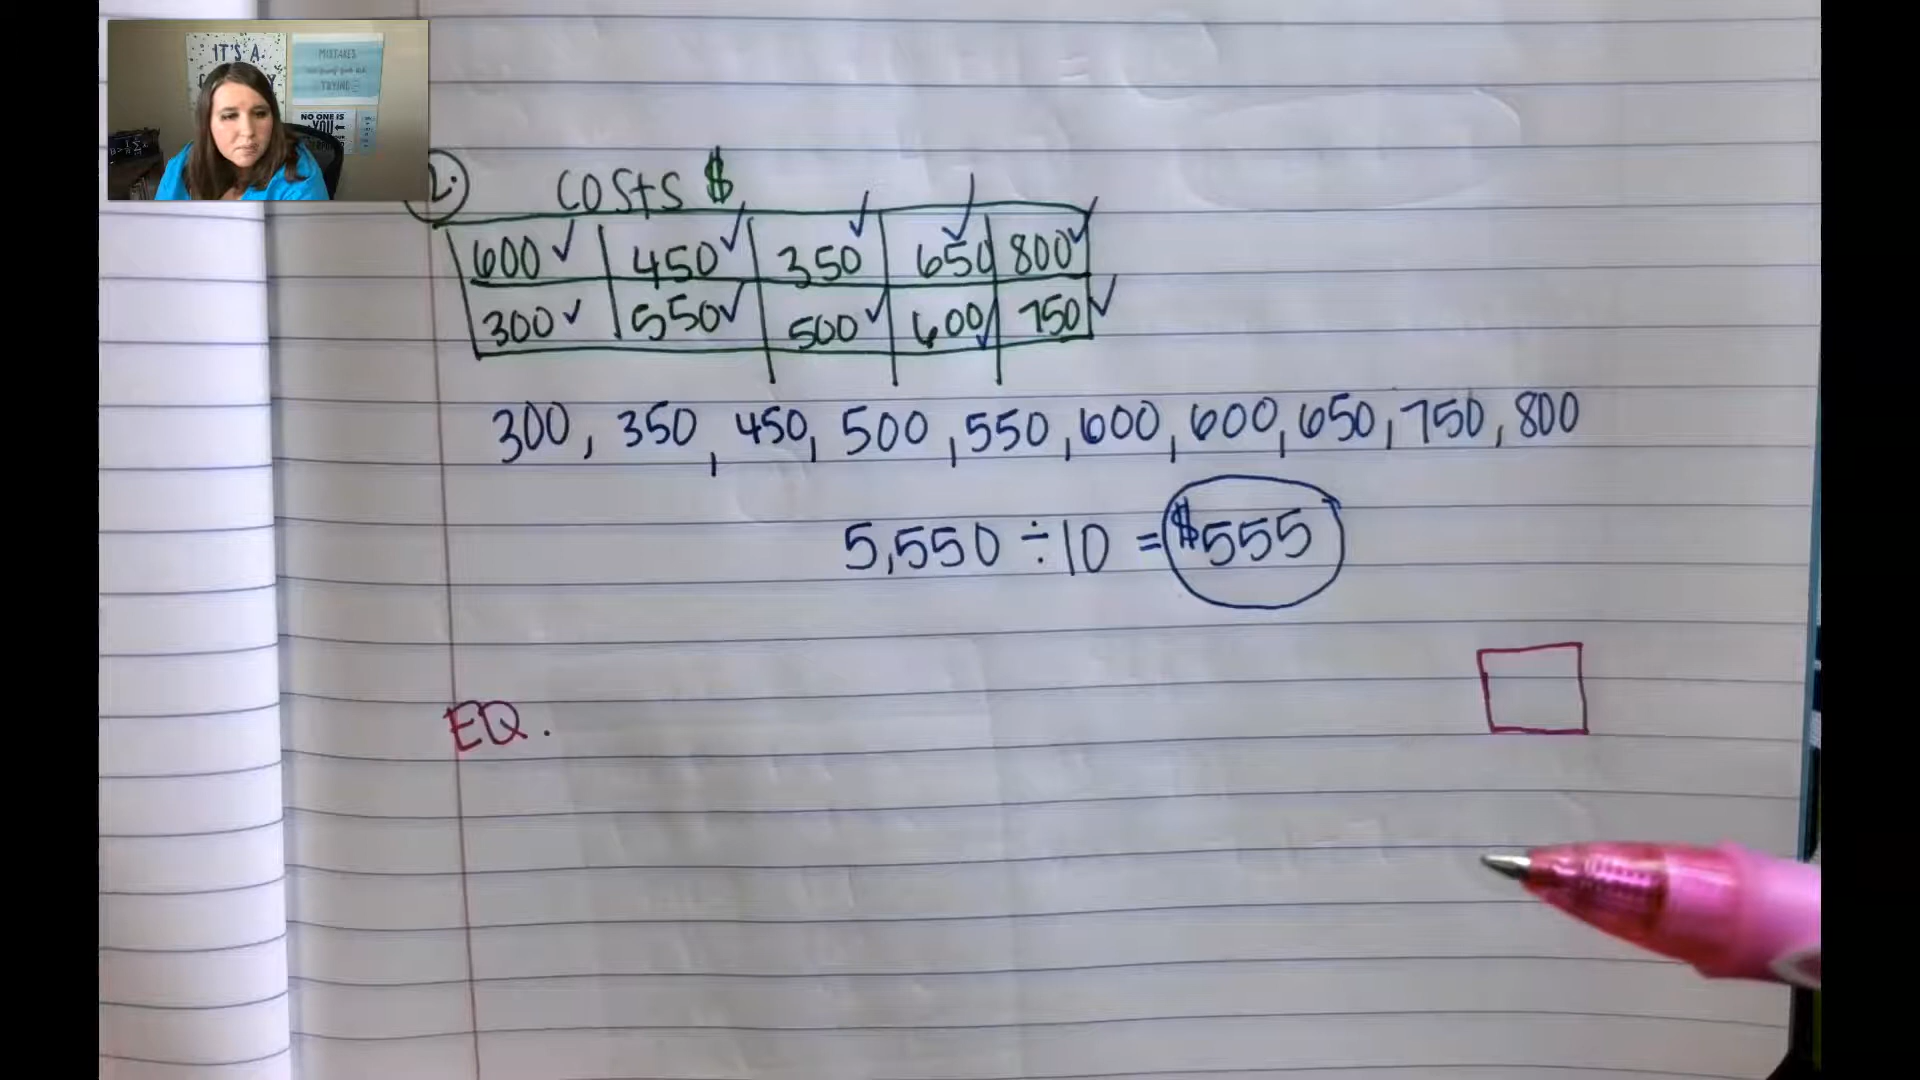 IT'S A
MISTAKES
TRYING
NO ONE IS
YOU
2. COSTS $
600 ✓ 450 ✓ 350 ✓ 650 ✓ 800 ✓
300 ✓ 550 ✓ 500 ✓ 600 ✓ 750 ✓
300, 350, 450, 500, 550, 600, 600, 650, 750, 800
5,550 ÷ 10 = $555
EQ.